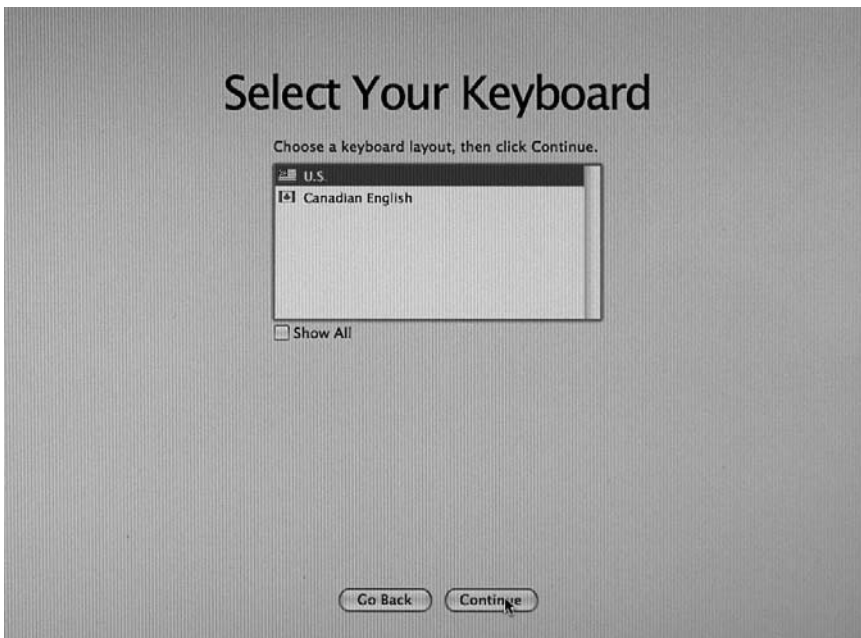 Select Your Keyboard
Choose a keyboard layout, then click Continue.
U.S.
Canadian English
Show All
Go Back
Continue